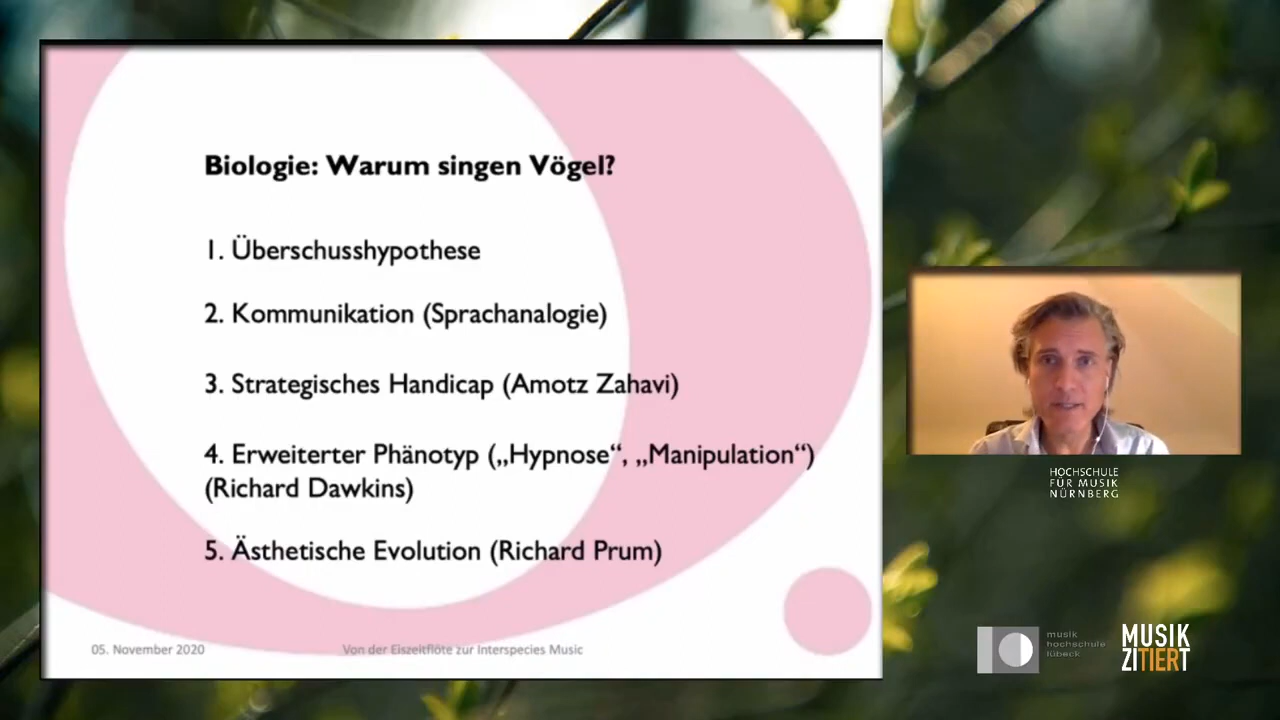 Biologie: Warum singen Vögel?
1. Überschusshypothese
2. Kommunikation (Sprachanalogie)
3. Strategisches Handicap (Amotz Zahavi)
4. Erweiterter Phänotyp („Hypnose“, „Manipulation“)
(Richard Dawkins)
5. Ästhetische Evolution (Richard Prum)
05. November 2020
Von der Eiszeitflöte zur Interspecies Music
HOCHSCHULE
FÜR MUSIK
NÜRNBERG
musik
hochschule
lübeck
MUSIK
ZITIERT